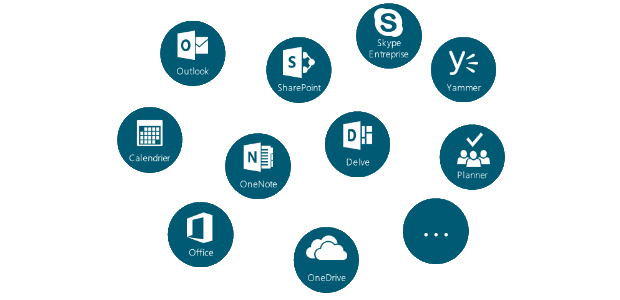 Skype
Entreprise
Outlook
SharePoint
Yammer
Calendrier
OneNote
Delve
Planner
Office
OneDrive
...